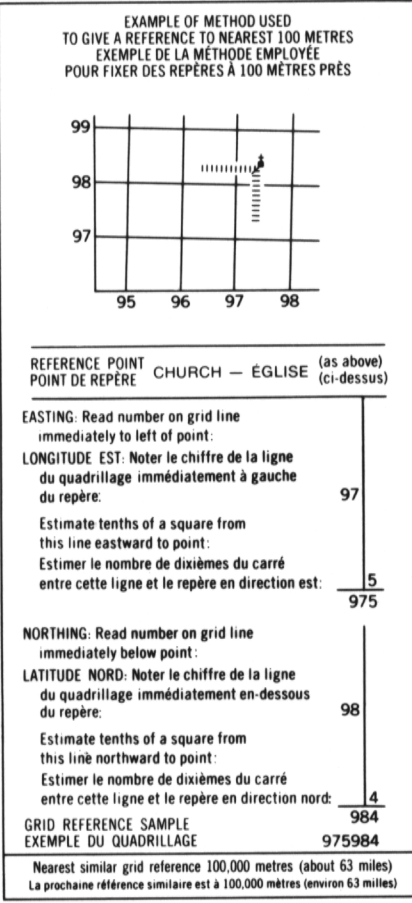 EXAMPLE OF METHOD USED
TO GIVE A REFERENCE TO NEAREST 100 METRES
EXEMPLE DE LA MÉTHODE EMPLOYÉE
POUR FIXER DES REPÈRES À 100 MÈTRES PRÈS
99
98
97
95 96 97 98
REFERENCE POINT
POINT DE REPÈRE
CHURCH — ÉGLISE
(as above)
(ci-dessus)
EASTING: Read number on grid line
immediately to left of point:
LONGITUDE EST: Noter le chiffre de la ligne
du quadrillage immédiatement à gauche
du repère: 97
Estimate tenths of a square from
this line eastward to point:
Estimer le nombre de dixièmes du carré
entre cette ligne et le repère en direction est: 5
975
NORTHING: Read number on grid line
immediately below point:
LATITUDE NORD: Noter le chiffre de la ligne
du quadrillage immédiatement en-dessous
du repère: 98
Estimate tenths of a square from
this line northward to point:
Estimer le nombre de dixièmes du carré
entre cette ligne et le repère en direction nord: 4
984
GRID REFERENCE SAMPLE
EXEMPLE DU QUADRILLAGE 975984
Nearest similar grid reference 100,000 metres (about 63 miles)
La prochaine référence similaire est à 100,000 mètres (environ 63 milles)